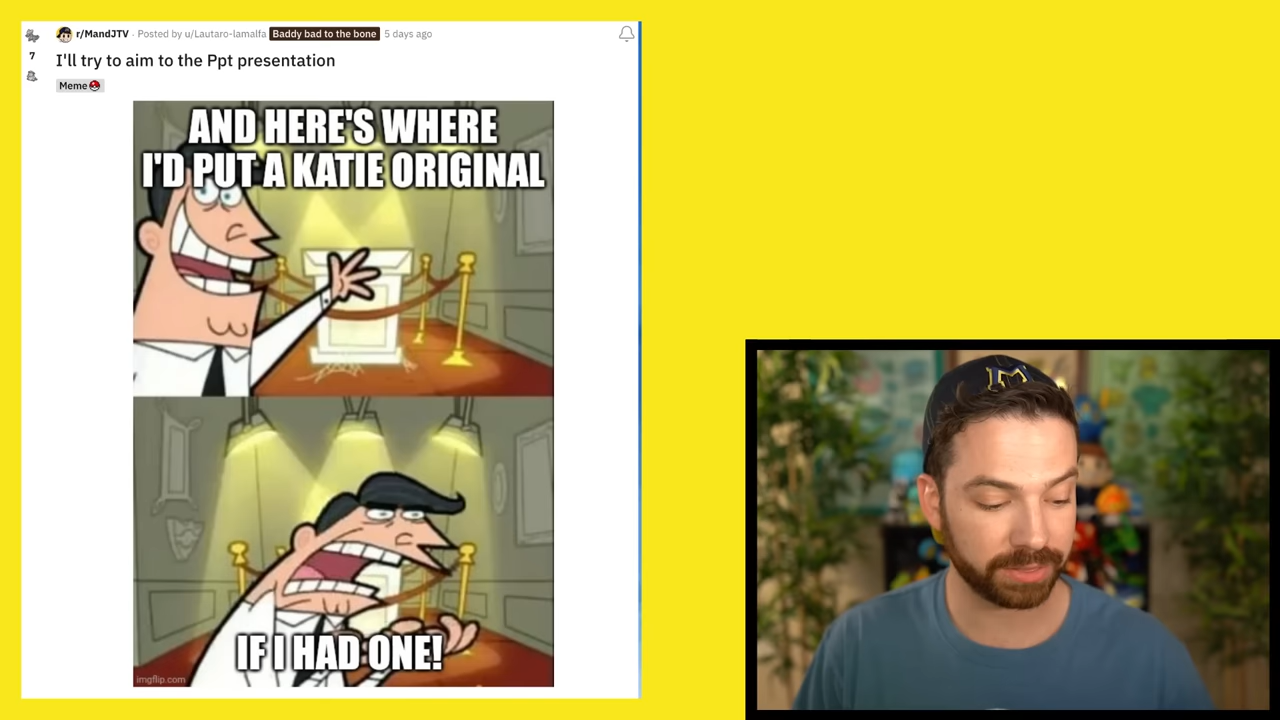 r/MandJTV · Posted by u/Lautaro-lamalfa Baddy bad to the bone 5 days ago
7
I'll try to aim to the Ppt presentation
Meme
AND HERE'S WHERE
I'D PUT A KATIE ORIGINAL
IF I HAD ONE!
imgflip.com
M